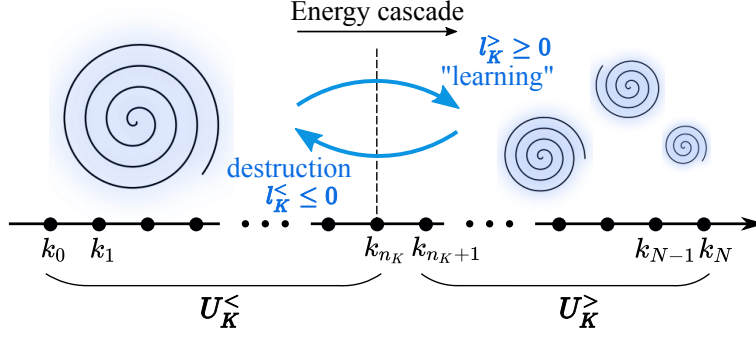 Energy cascade
l_K^> ≥ 0
"learning"
destruction
l_K^< ≤ 0
k_0 k_1 ... k_{n_K} k_{n_K+1} ... k_{N−1} k_N
U_K^< U_K^>